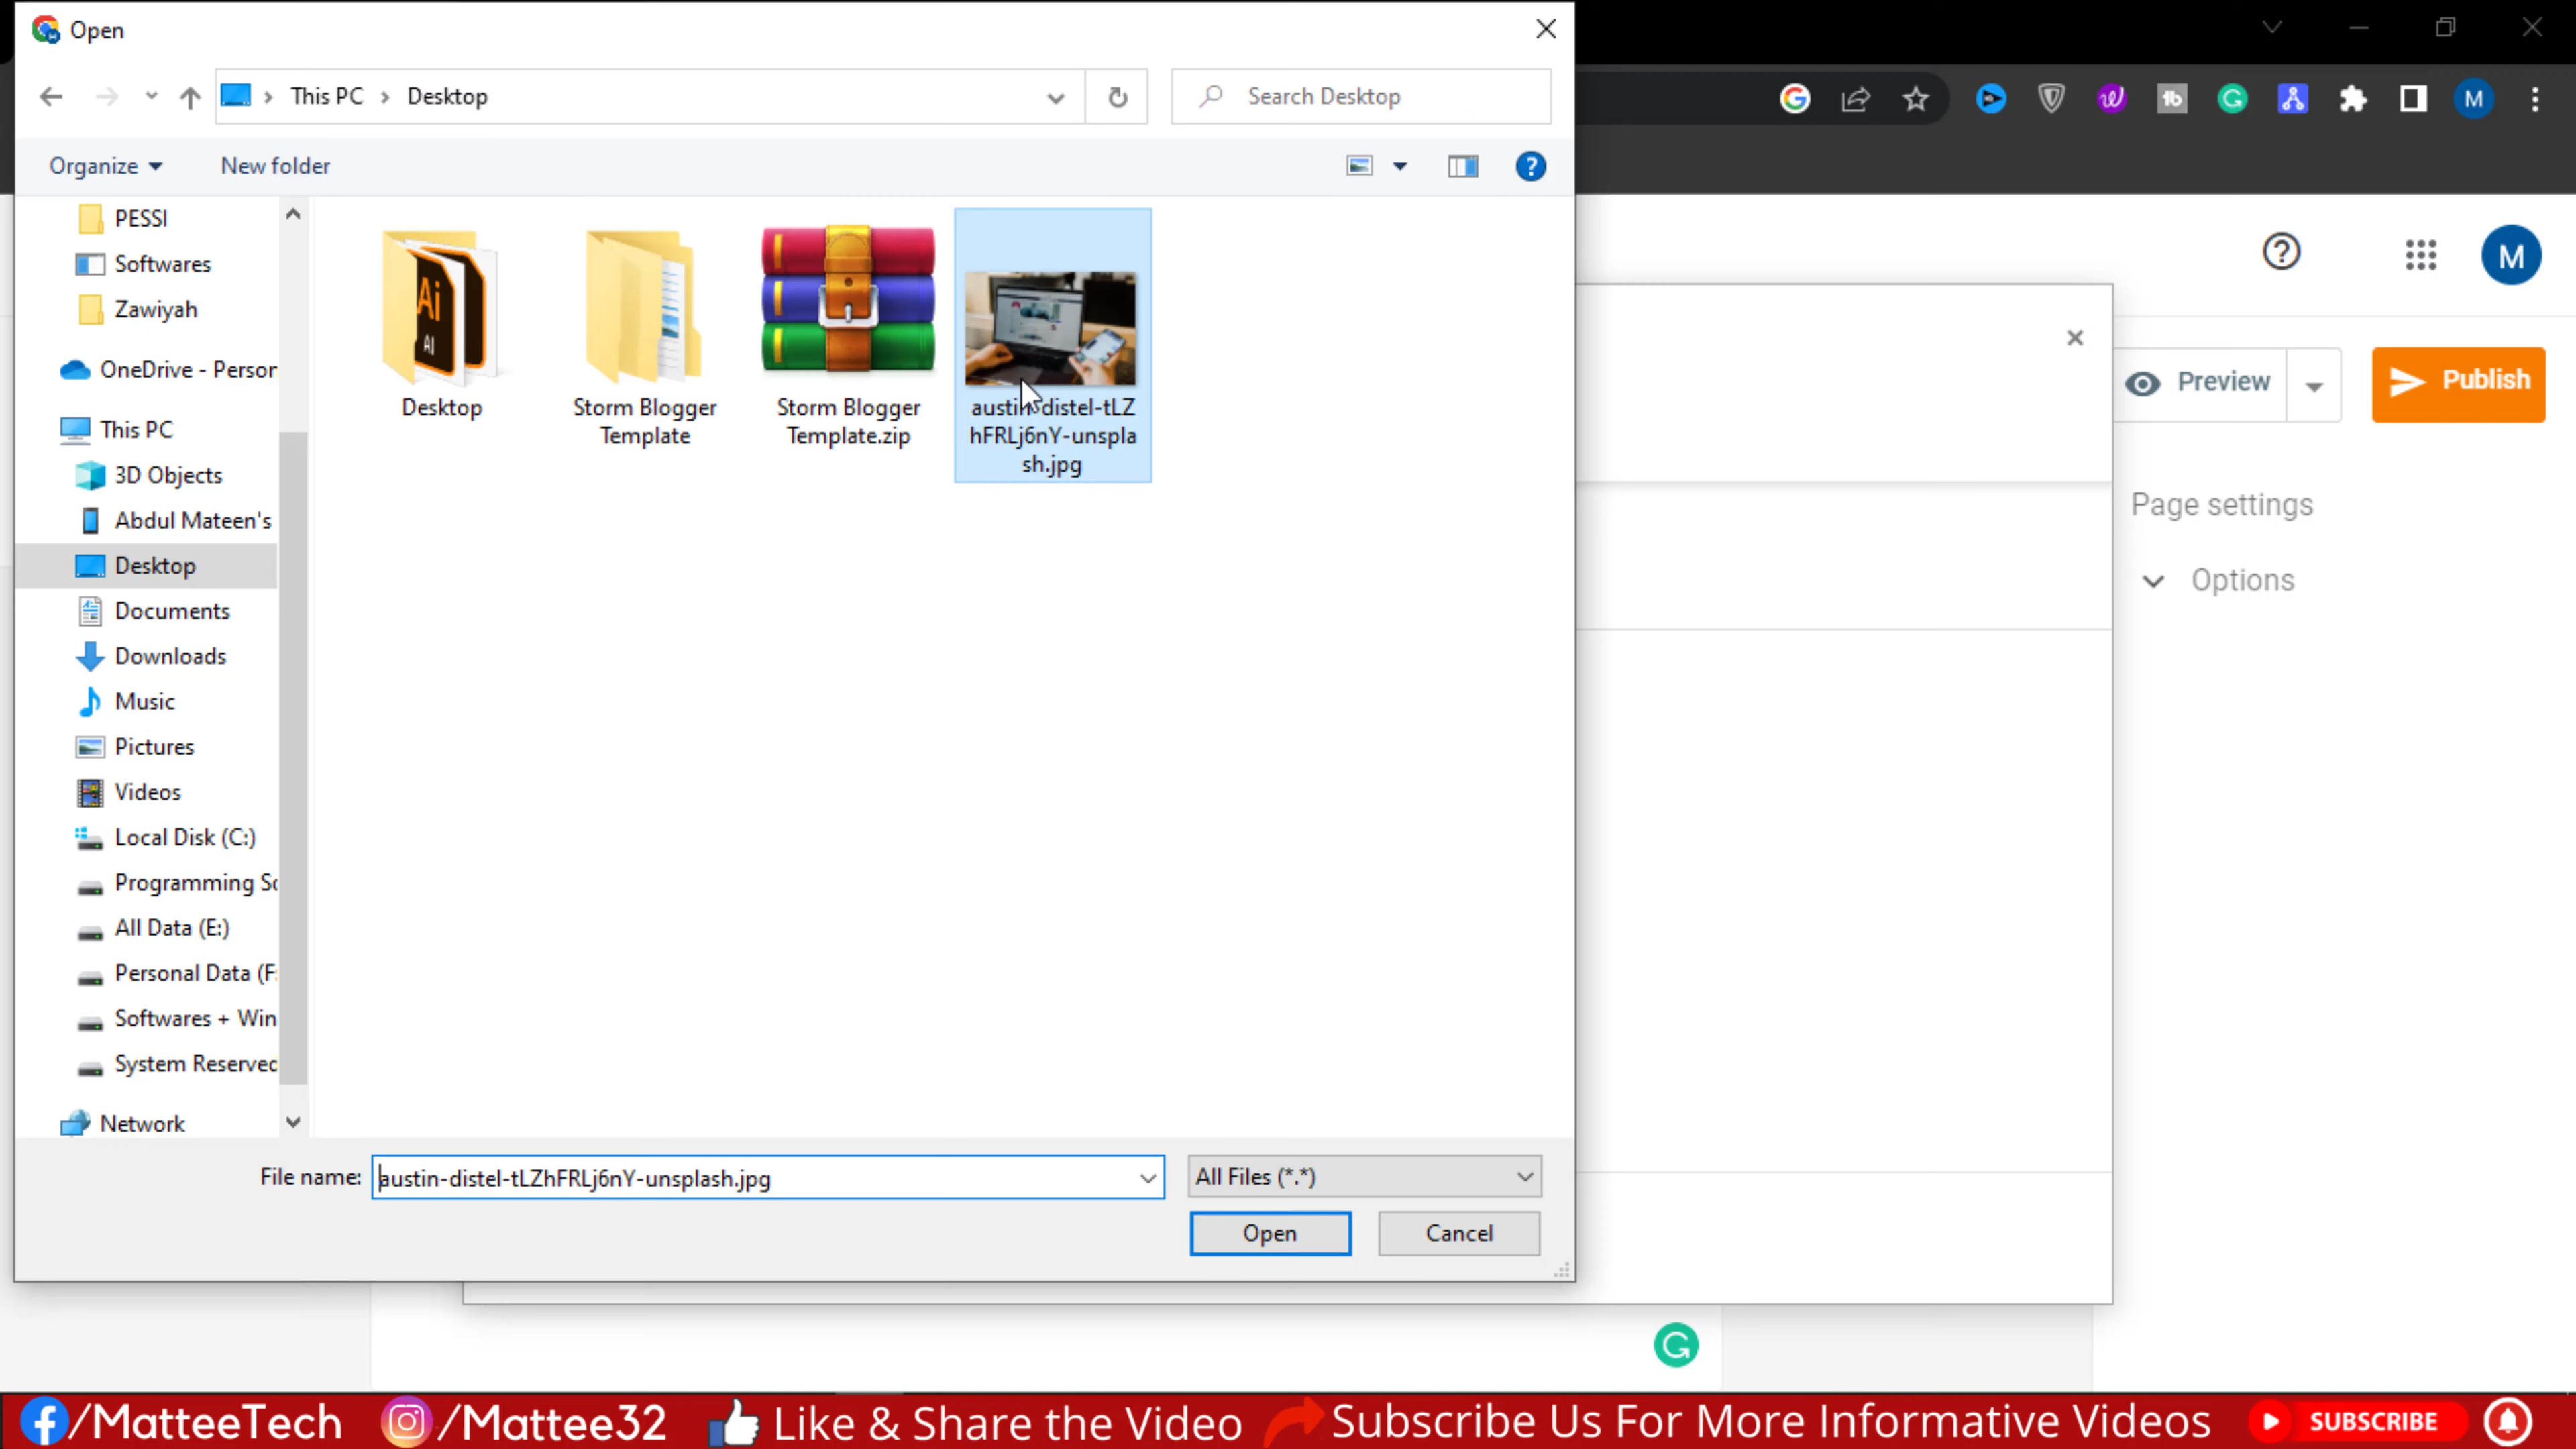 Open
This PC
Desktop
Search Desktop
Organize
New folder
PESSI
Softwares
Zawiyah
OneDrive - Person
This PC
3D Objects
Abdul Mateen's
Desktop
Documents
Downloads
Music
Pictures
Videos
Local Disk (C:)
Programming So
All Data (E:)
Personal Data (F:
Softwares + Win
System Reserved
Network
Ai
AI
Desktop
Storm Blogger
Template
Storm Blogger
Template.zip
austin-distel-tLZ
hFRLj6nY-unspla
sh.jpg
File name:
austin-distel-tLZhFRLj6nY-unsplash.jpg
All Files (*.*)
Open
Cancel
M
M
Preview
Publish
Page settings
Options
/MatteeTech
/Mattee32
Like & Share the Video
Subscribe Us For More Informative Videos
SUBSCRIBE